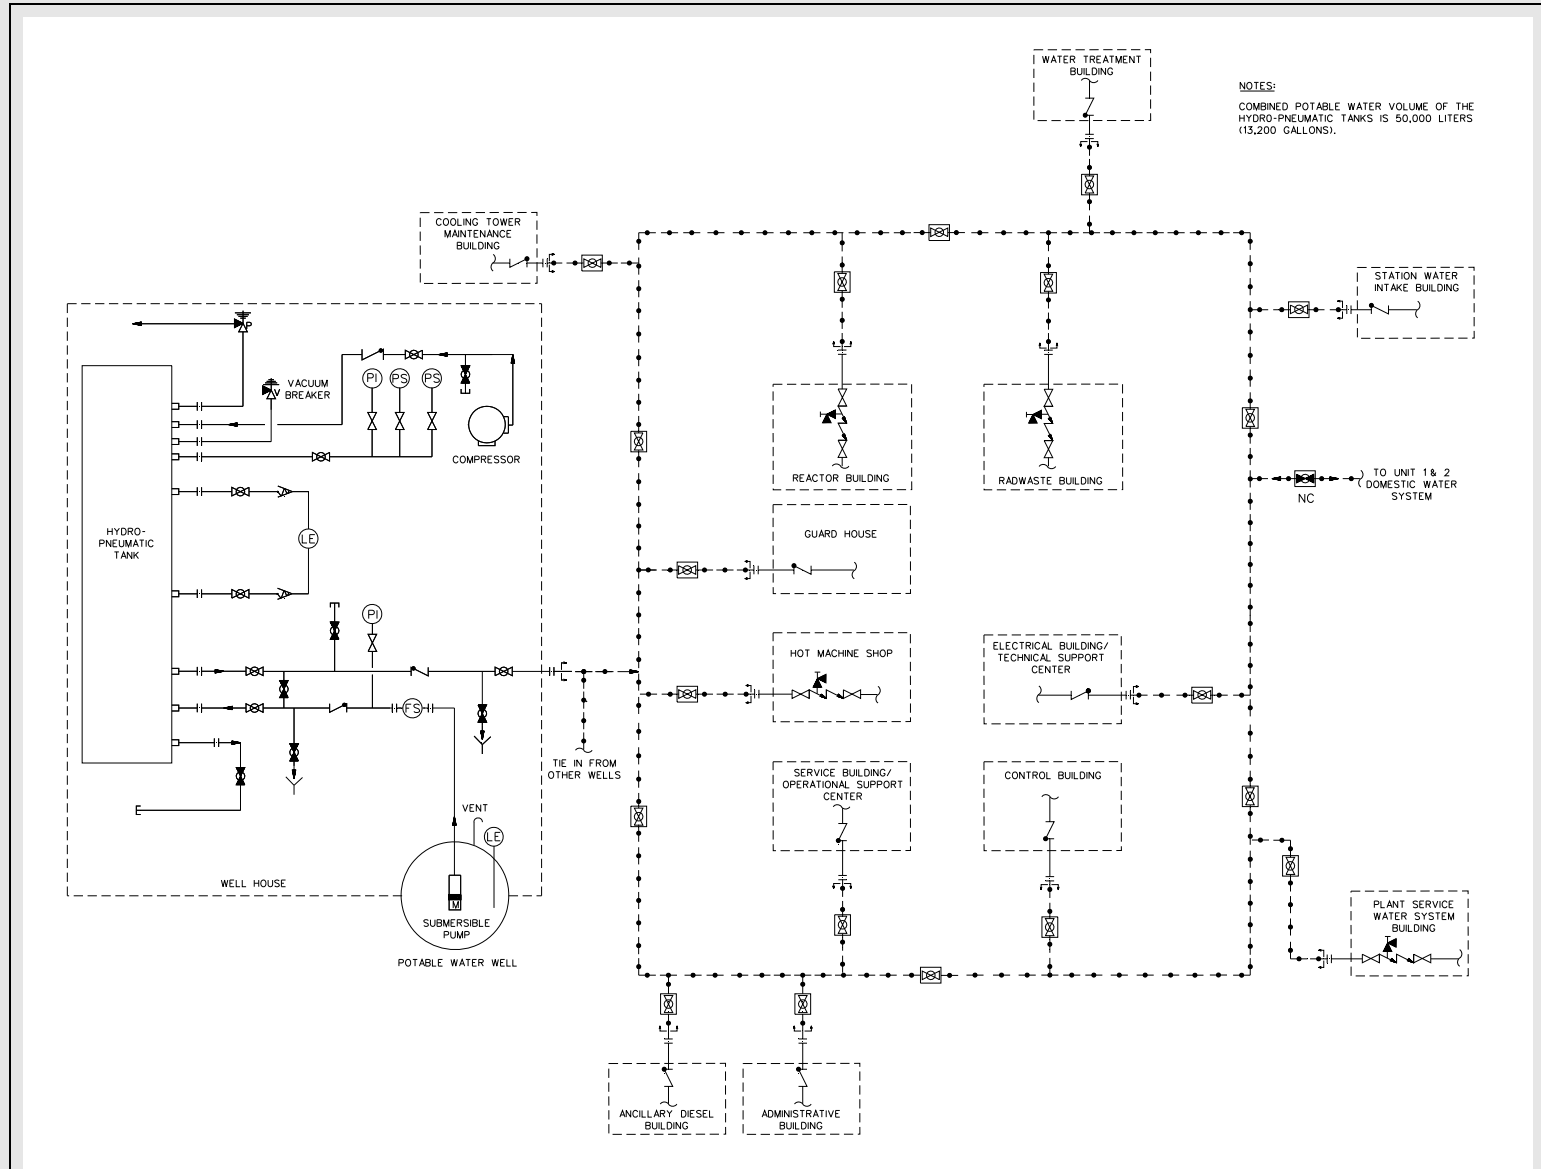 WATER TREATMENT
BUILDING
NOTES:
COMBINED POTABLE WATER VOLUME OF THE
HYDRO-PNEUMATIC TANKS IS 50,000 LITERS
(13,200 GALLONS).
COOLING TOWER
MAINTENANCE
BUILDING
STATION WATER
INTAKE BUILDING
P
VACUUM
BREAKER
V
PI
PS
PS
COMPRESSOR
REACTOR BUILDING
RADWASTE BUILDING
TO UNIT 1 & 2
DOMESTIC WATER
SYSTEM
NC
HYDRO-
PNEUMATIC
TANK
LE
GUARD HOUSE
PI
HOT MACHINE SHOP
ELECTRICAL BUILDING/
TECHNICAL SUPPORT
CENTER
FS
TIE IN FROM
OTHER WELLS
SERVICE BUILDING/
OPERATIONAL SUPPORT
CENTER
CONTROL BUILDING
VENT
LE
WELL HOUSE
M
SUBMERSIBLE
PUMP
POTABLE WATER WELL
PLANT SERVICE
WATER SYSTEM
BUILDING
ANCILLARY DIESEL
BUILDING
ADMINISTRATIVE
BUILDING